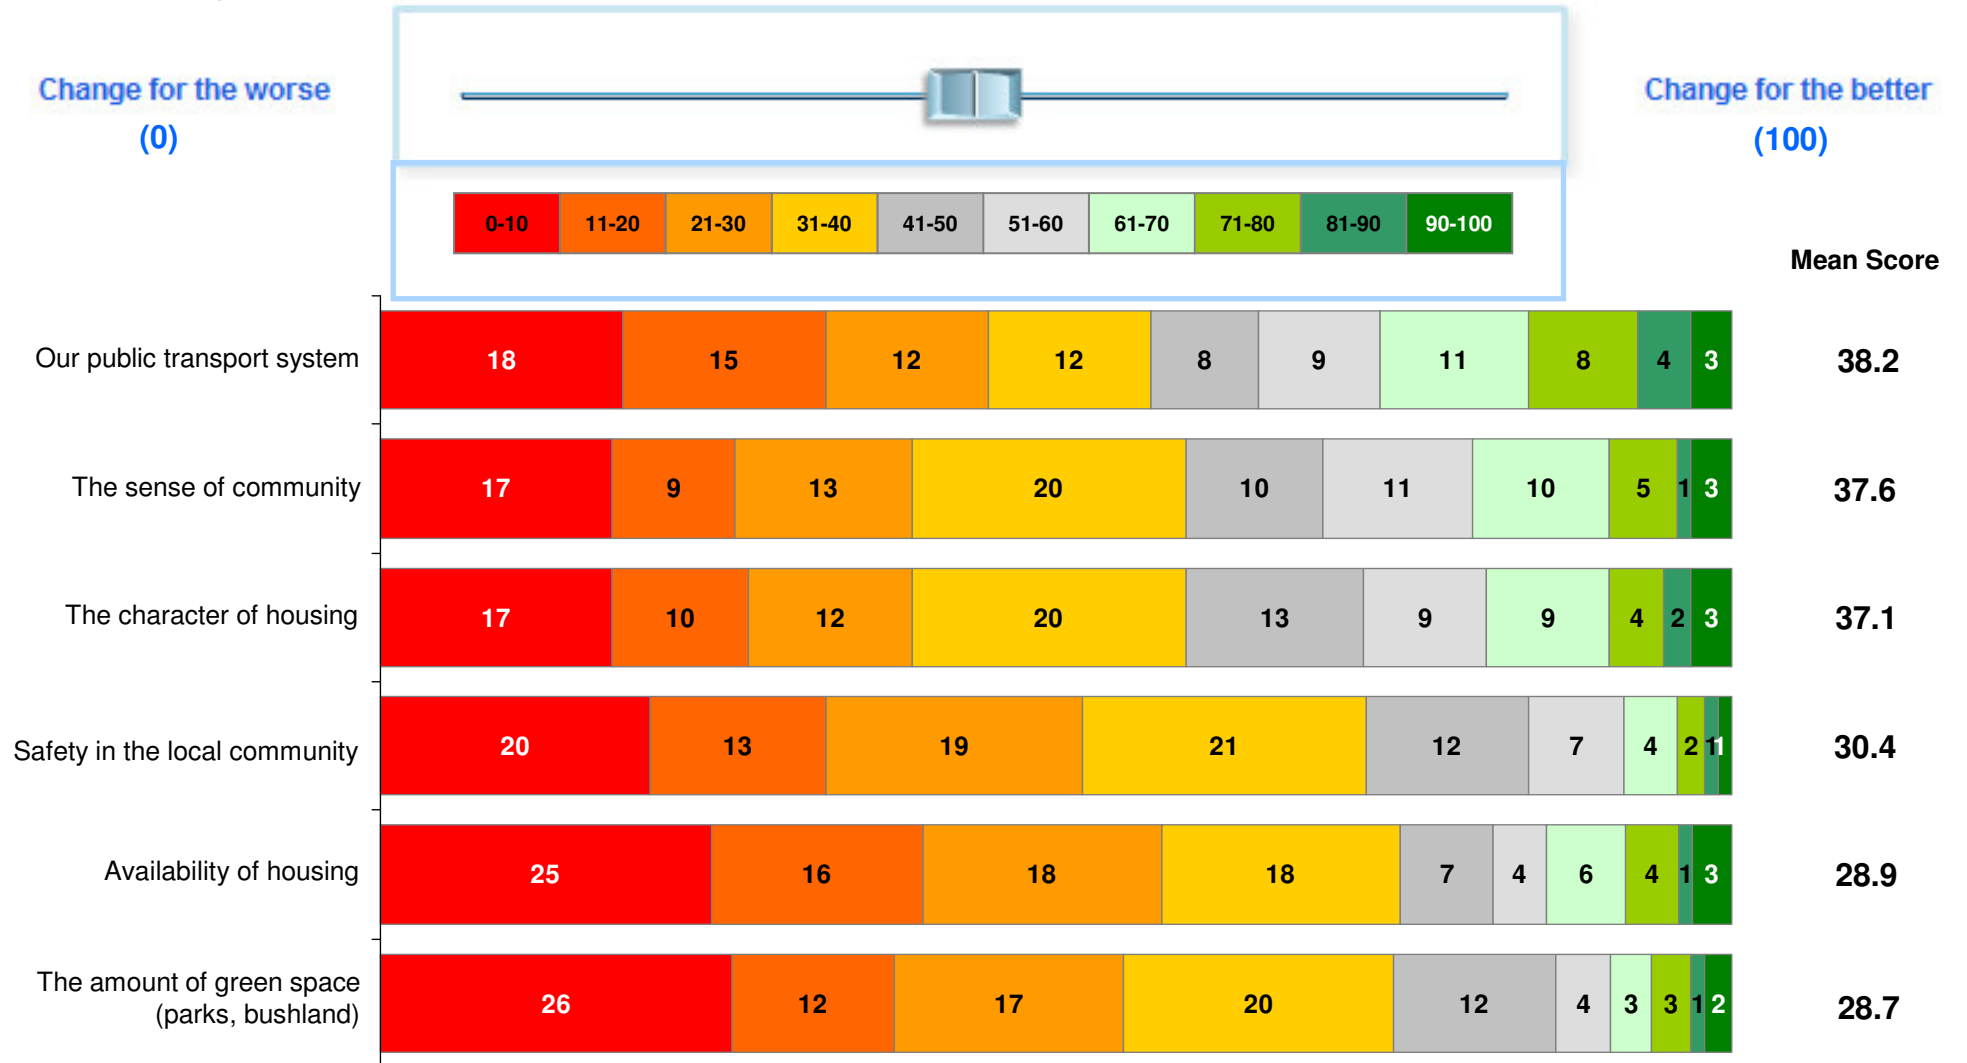 Change for the worse
(0)
Change for the better
(100)
0-10 11-20 21-30 31-40 41-50 51-60 61-70 71-80 81-90 90-100
Mean Score
Our public transport system 18 15 12 12 8 9 11 8 4 3 38.2
The sense of community 17 9 13 20 10 11 10 5 1 3 37.6
The character of housing 17 10 12 20 13 9 9 4 2 3 37.1
Safety in the local community 20 13 19 21 12 7 4 2 1 1 30.4
Availability of housing 25 16 18 18 7 4 6 4 1 3 28.9
The amount of green space
(parks, bushland) 26 12 17 20 12 4 3 3 1 2 28.7